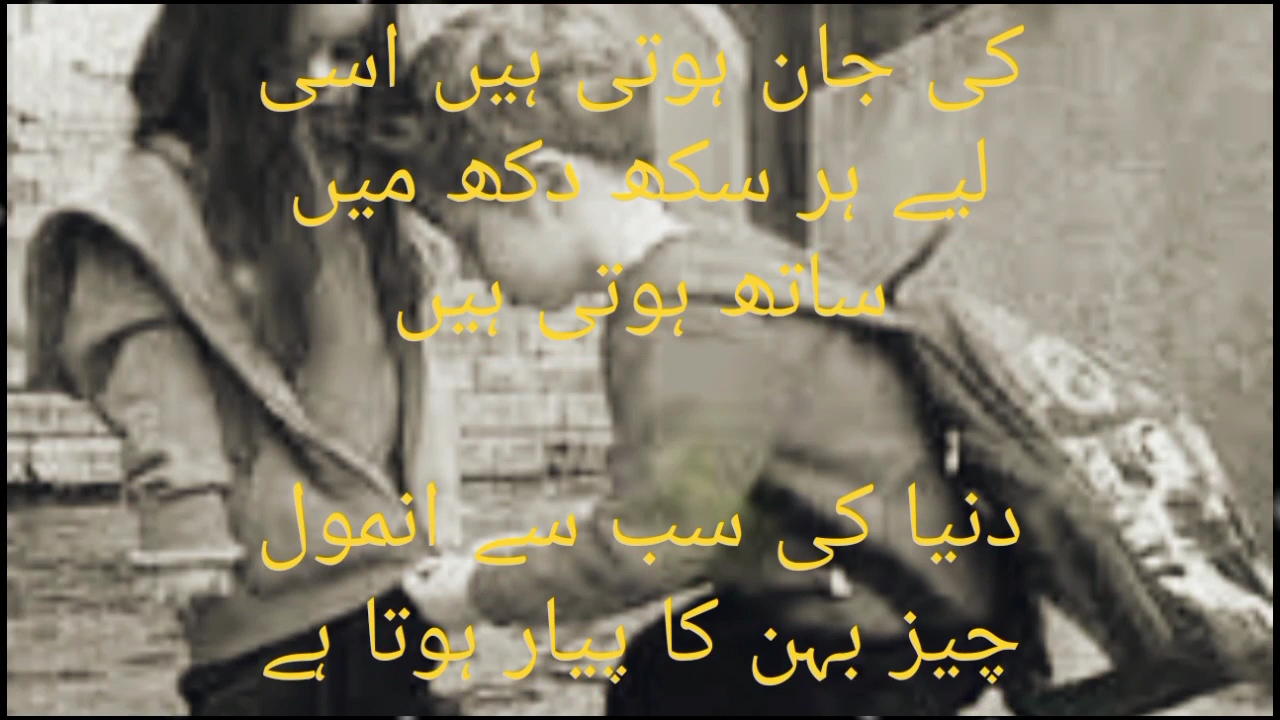 کی جان ہوتی ہیں اسی
لیے ہر سکھ دکھ میں
ساتھ ہوتی ہیں
دنیا کی سب سے انمول
چیز بہن کا پیار ہوتا ہے